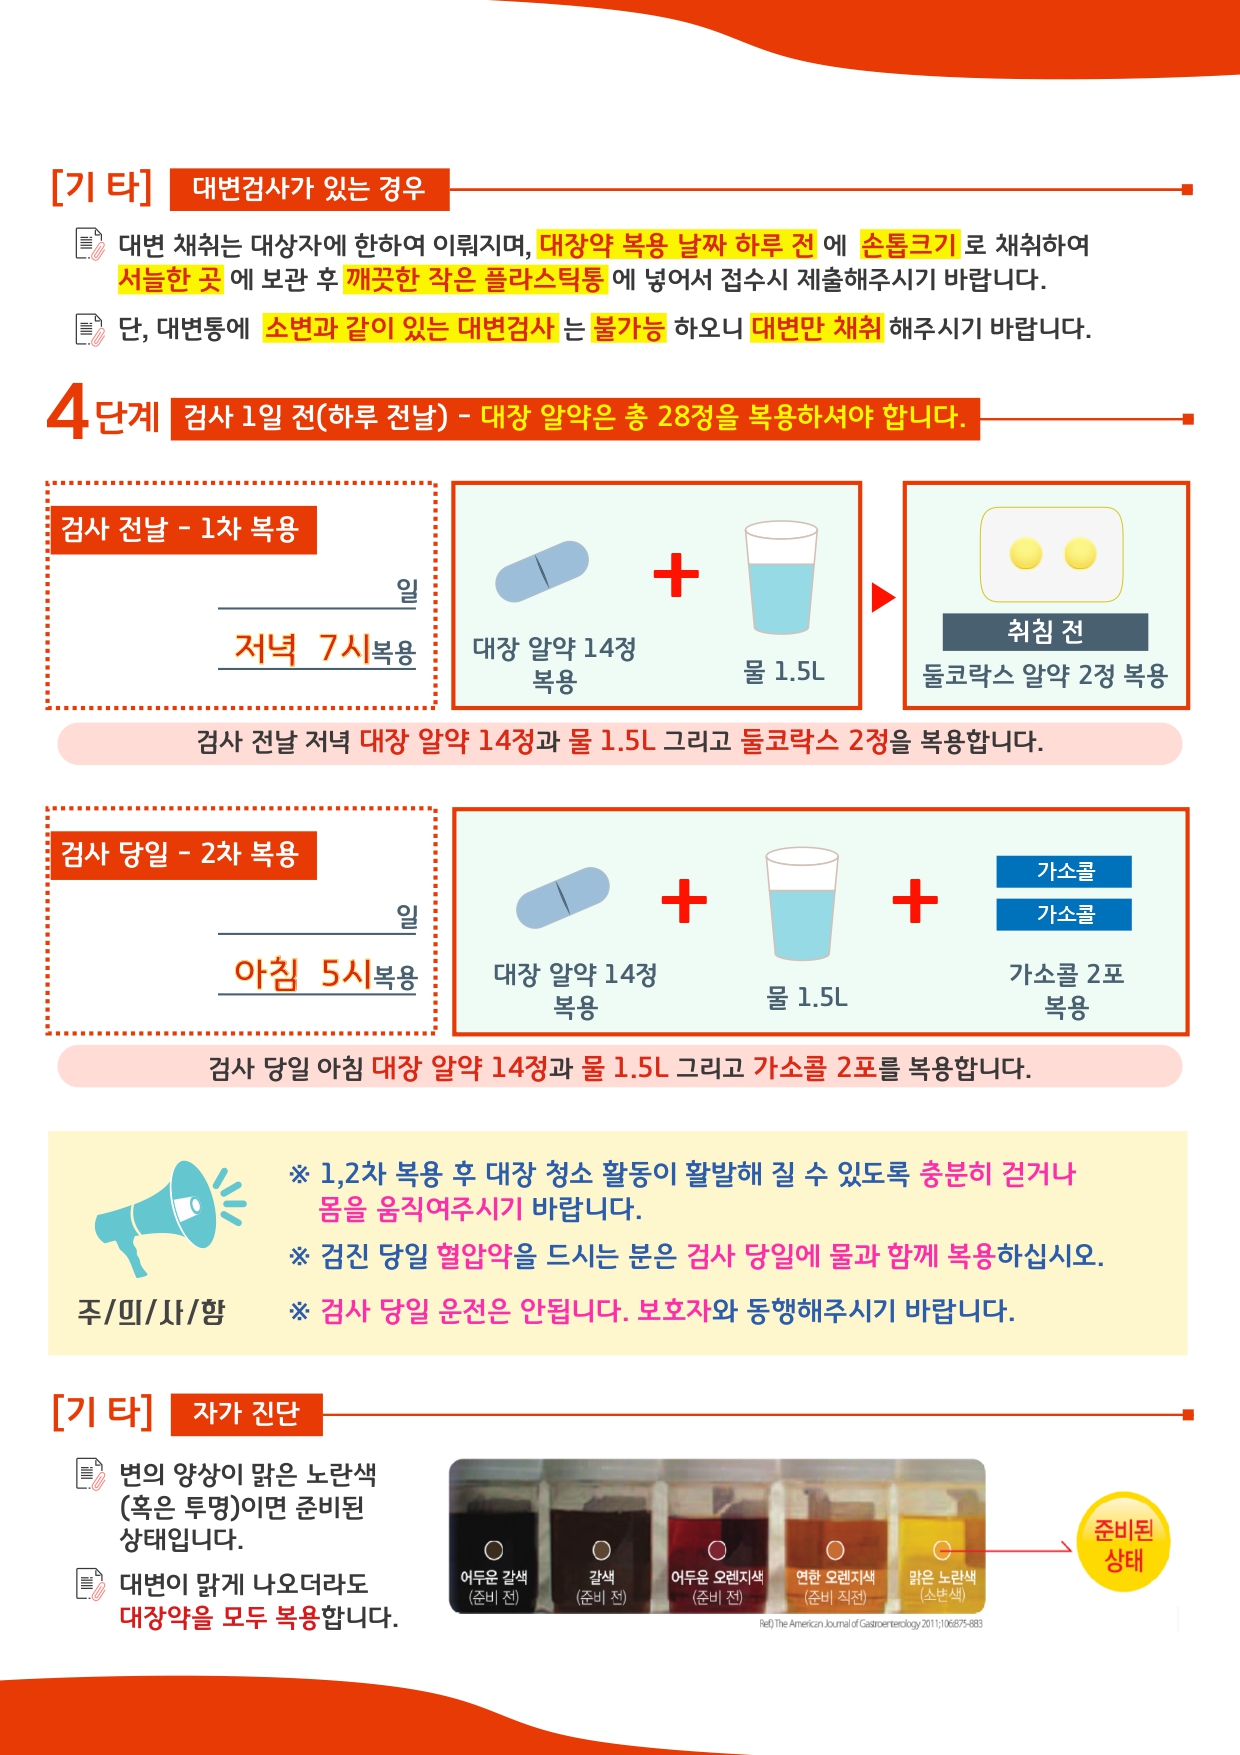 [기 타] 대변검사가 있는 경우
대변 채취는 대상자에 한하여 이뤄지며, 대장약 복용 날짜 하루 전 에 손톱크기 로 채취하여
서늘한 곳 에 보관 후 깨끗한 작은 플라스틱통 에 넣어서 접수시 제출해주시기 바랍니다.
단, 대변통에 소변과 같이 있는 대변검사 는 불가능 하오니 대변만 채취 해주시기 바랍니다.
4단계 검사 1일 전(하루 전날) - 대장 알약은 총 28정을 복용하셔야 합니다.
검사 전날 - 1차 복용
일
저녁 7시복용
대장 알약 14정
복용
물 1.5L
취침 전
둘코락스 알약 2정 복용
검사 전날 저녁 대장 알약 14정과 물 1.5L 그리고 둘코락스 2정을 복용합니다.
검사 당일 - 2차 복용
일
아침 5시복용
대장 알약 14정
복용
물 1.5L
가소콜
가소콜
가소콜 2포
복용
검사 당일 아침 대장 알약 14정과 물 1.5L 그리고 가소콜 2포를 복용합니다.
주/의/사/항
※ 1,2차 복용 후 대장 청소 활동이 활발해 질 수 있도록 충분히 걷거나
몸을 움직여주시기 바랍니다.
※ 검진 당일 혈압약을 드시는 분은 검사 당일에 물과 함께 복용하십시오.
※ 검사 당일 운전은 안됩니다. 보호자와 동행해주시기 바랍니다.
[기 타] 자가 진단
변의 양상이 맑은 노란색
(혹은 투명)이면 준비된
상태입니다.
대변이 맑게 나오더라도
대장약을 모두 복용합니다.
어두운 갈색
(준비 전)
갈색
(준비 전)
어두운 오렌지색
(준비 전)
연한 오렌지색
(준비 직전)
맑은 노란색
(소변색)
준비된
상태
Ref) The American Journal of Gastroenterology 2011;106:875-883